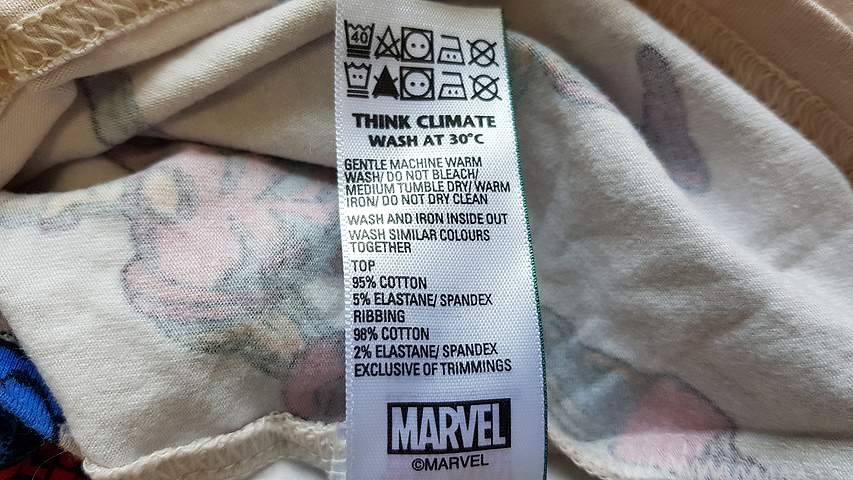 40
THINK CLIMATE
WASH AT 30°C
GENTLE MACHINE WARM
WASH/ DO NOT BLEACH/
MEDIUM TUMBLE DRY/ WARM
IRON/ DO NOT DRY CLEAN
WASH AND IRON INSIDE OUT
WASH SIMILAR COLOURS
TOGETHER
TOP
95% COTTON
5% ELASTANE/ SPANDEX
RIBBING
98% COTTON
2% ELASTANE/ SPANDEX
EXCLUSIVE OF TRIMMINGS
MARVEL
©MARVEL